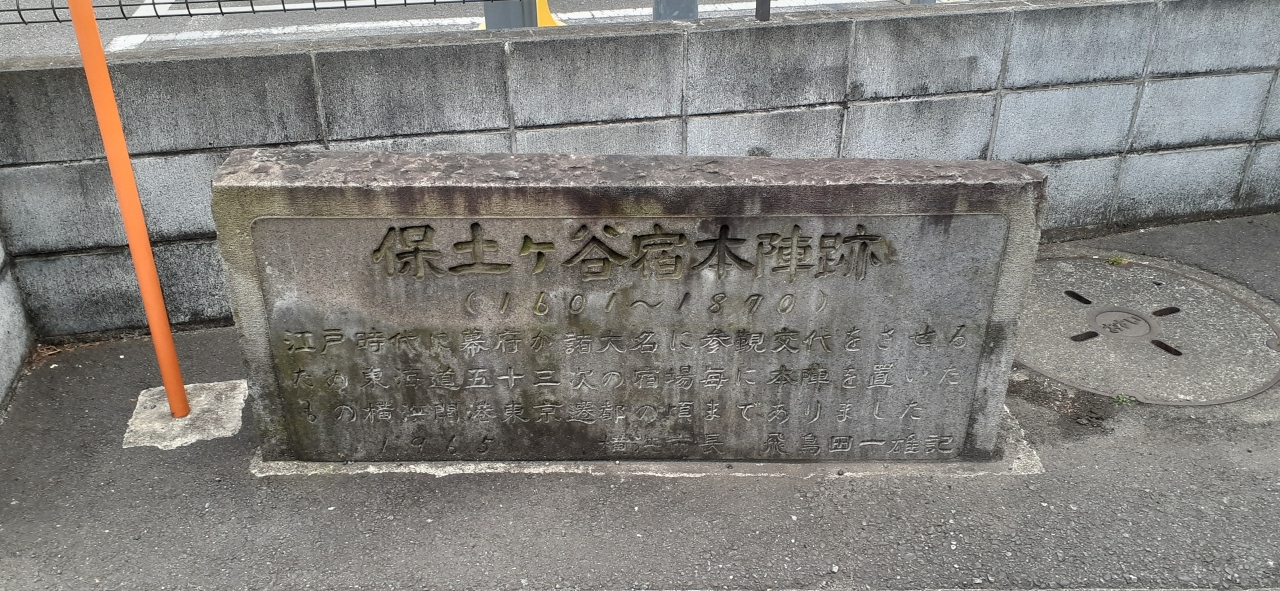 保土ヶ谷宿本陣跡
(1601～1870)
江戸時代に幕府が諸大名に参観交代をさせる
ため東海道五十三次の宿場毎に本陣を置いた
もの横浜開港東京遷都の頃まであり​ました
1965 横浜市長 飛鳥田一雄記